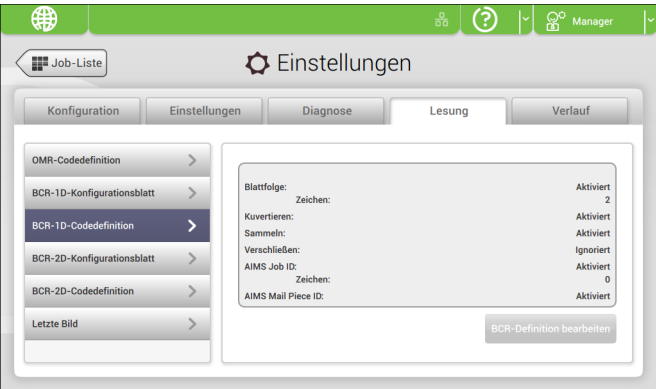 Manager
Job-Liste
Einstellungen
Konfiguration
Einstellungen
Diagnose
Lesung
Verlauf
OMR-Codedefinition
BCR-1D-Konfigurationsblatt
BCR-1D-Codedefinition
BCR-2D-Konfigurationsblatt
BCR-2D-Codedefinition
Letzte Bild
Blattfolge: Aktiviert
Zeichen: 2
Kuvertieren: Aktiviert
Sammeln: Aktiviert
Verschließen: Ignoriert
AIMS Job ID: Aktiviert
Zeichen: 0
AIMS Mail Piece ID: Aktiviert
BCR-Definition bearbeiten